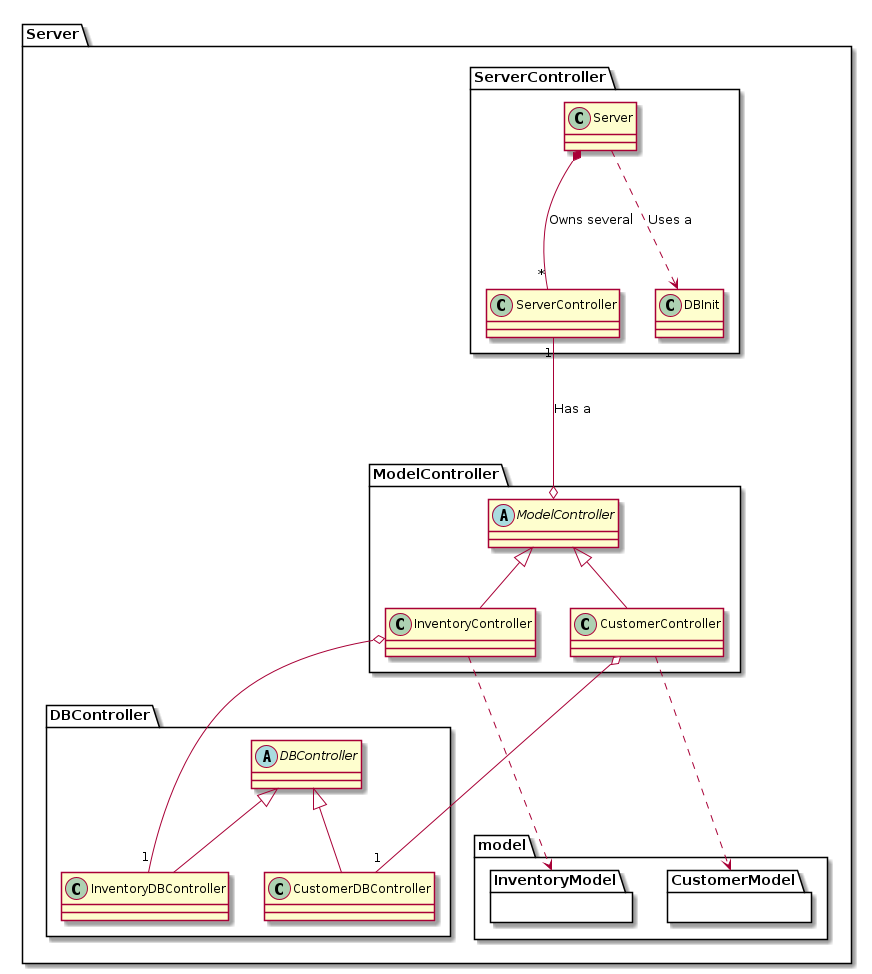 Server
ServerController
C Server
Owns several
Uses a
*
C ServerController
C DBInit
1
Has a
ModelController
A ModelController
C InventoryController
C CustomerController
DBController
A DBController
1
1
C InventoryDBController
C CustomerDBController
model
InventoryModel
CustomerModel